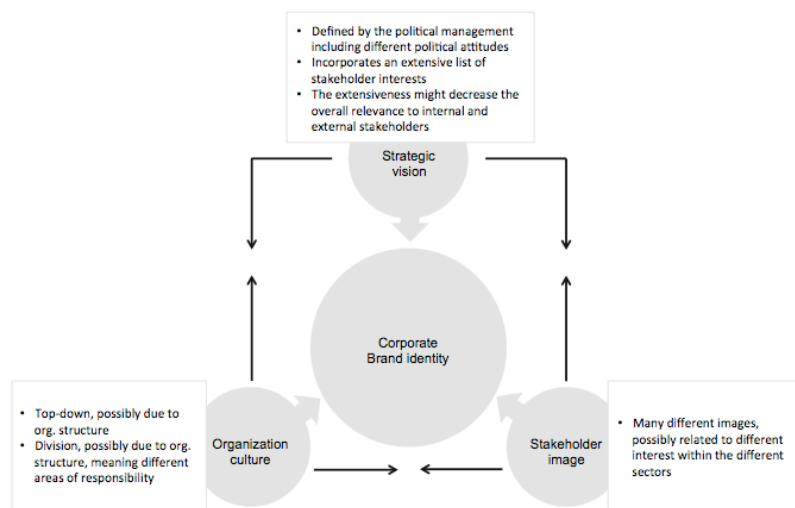 • Defined by the political management
including different political attitudes
• Incorporates an extensive list of
stakeholder interests
• The extensiveness might decrease the
overall relevance to internal and
external stakeholders
Strategic
vision
Corporate
Brand identity
• Top-down, possibly due to
org. structure
• Division, possibly due to org.
structure, meaning different
areas of responsibility
Organization
culture
Stakeholder
image
• Many different images,
possibly related to different
interest within the different
sectors